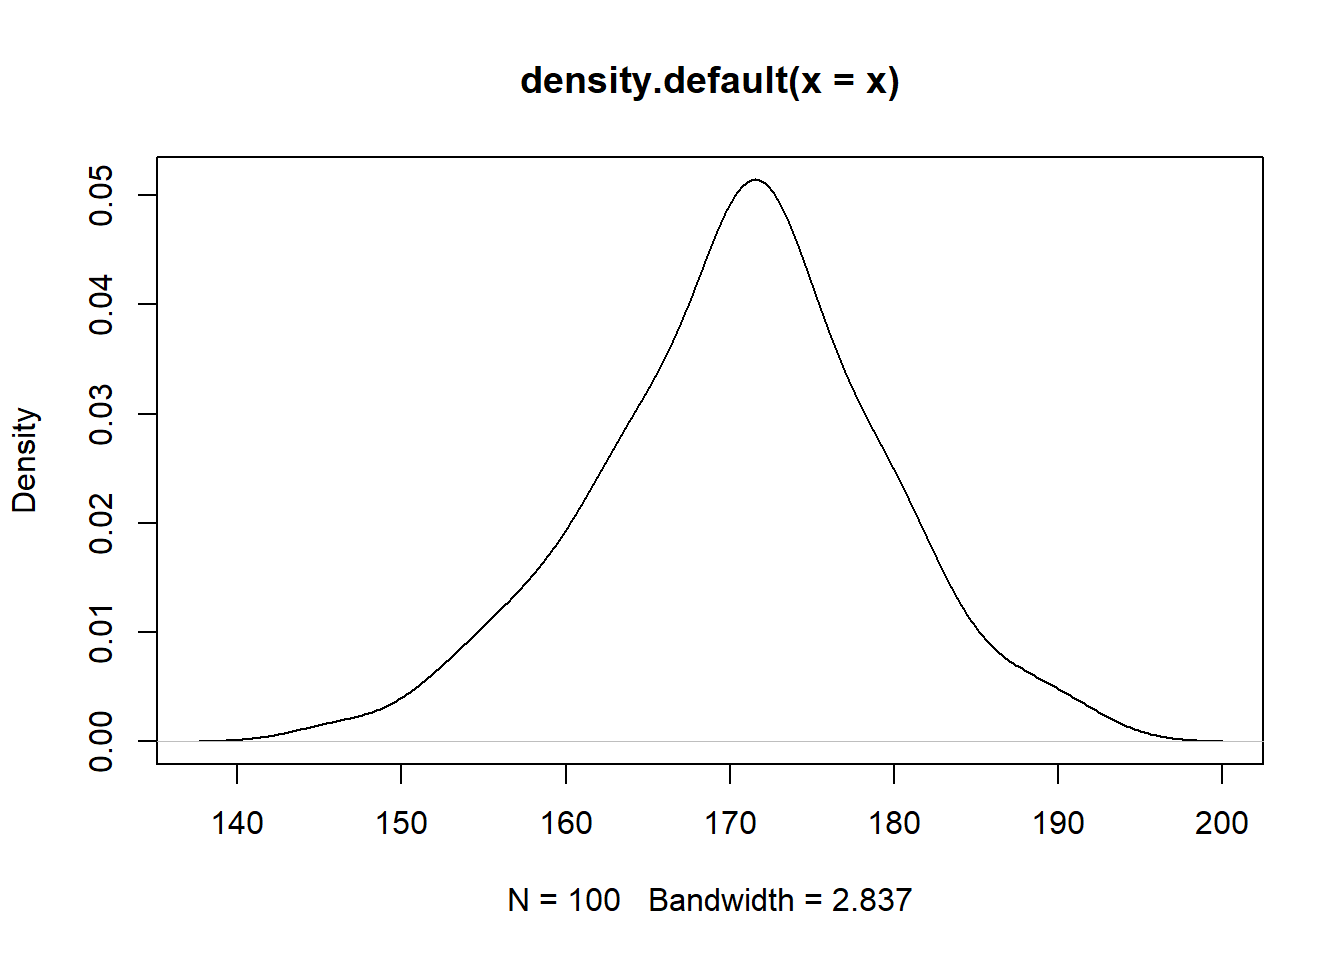 density.default(x = x)
Density
0.00 0.01 0.02 0.03 0.04 0.05
140 150 160 170 180 190 200
N = 100   Bandwidth = 2.837